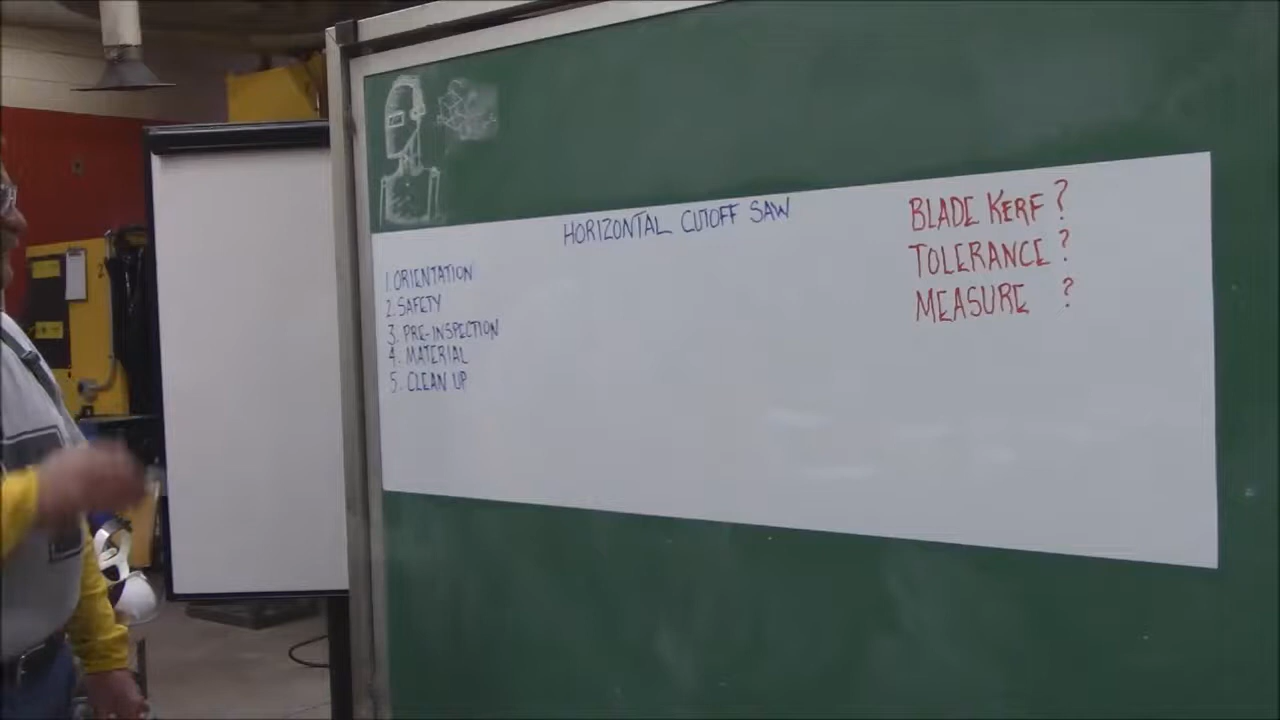 HORIZONTAL CUTOFF SAW
1. ORIENTATION
2. SAFETY
3. PRE-INSPECTION
4. MATERIAL
5. CLEAN UP
BLADE KERF?
TOLERANCE?
MEASURE ?